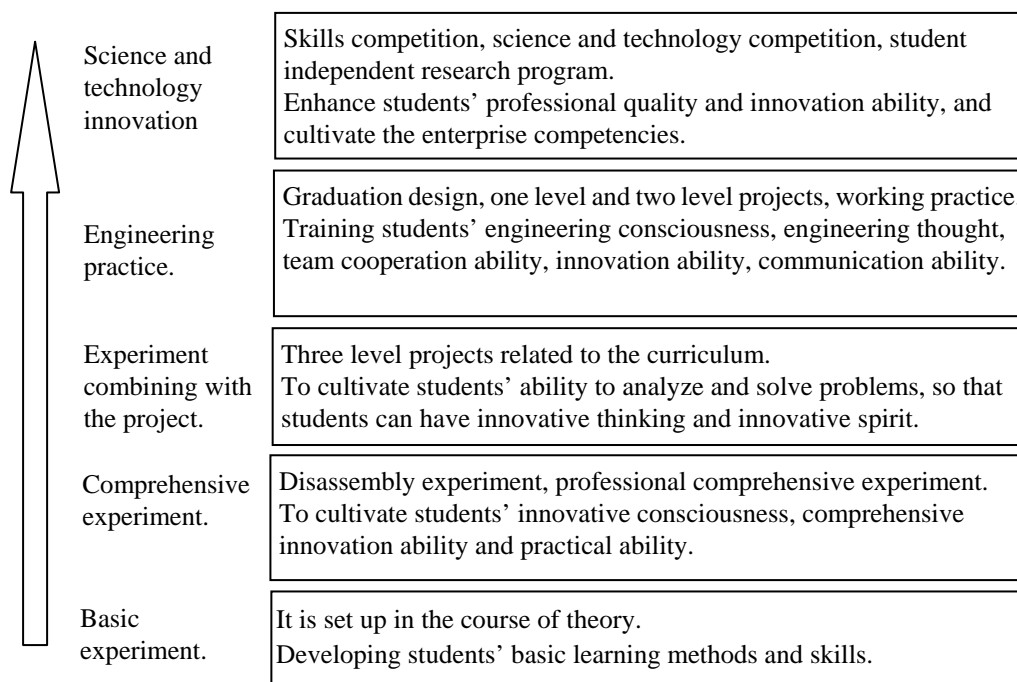 Science and
technology
innovation
Skills competition, science and technology competition, student
independent research program.
Enhance students’ professional quality and innovation ability, and
cultivate the enterprise competencies.
Engineering
practice.
Graduation design, one level and two level projects, working practice.
Training students’ engineering consciousness, engineering thought,
team cooperation ability, innovation ability, communication ability.
Experiment
combining with
the project.
Three level projects related to the curriculum.
To cultivate students’ ability to analyze and solve problems, so that
students can have innovative thinking and innovative spirit.
Comprehensive
experiment.
Disassembly experiment, professional comprehensive experiment.
To cultivate students’ innovative consciousness, comprehensive
innovation ability and practical ability.
Basic
experiment.
It is set up in the course of theory.
Developing students’ basic learning methods and skills.